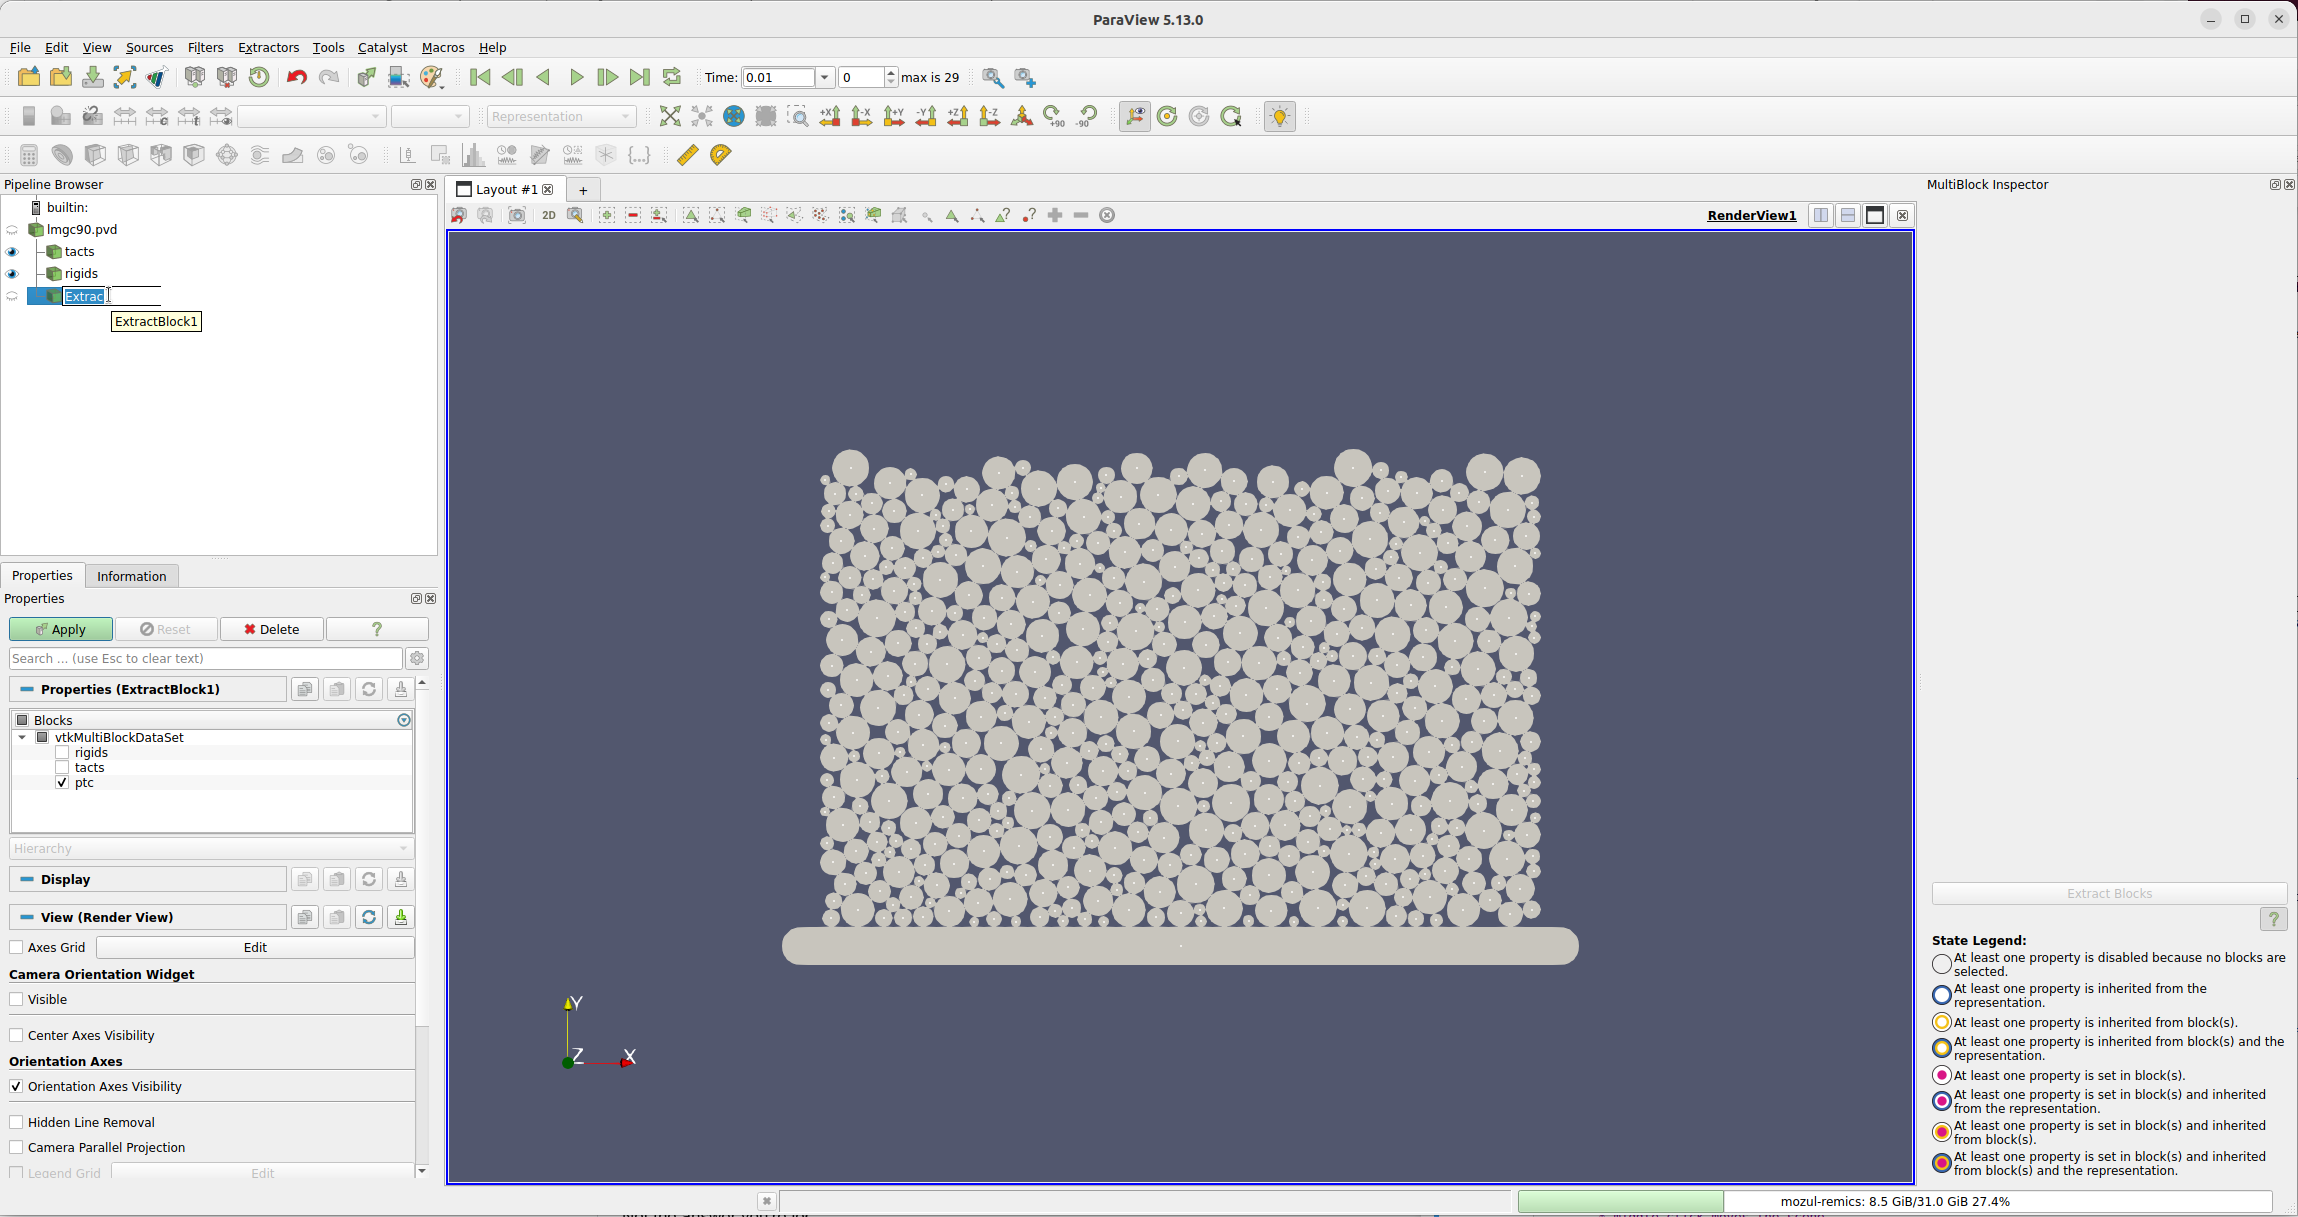 ParaView 5.13.0
File Edit View Sources Filters Extractors Tools Catalyst Macros Help
Time: 0.01 0 max is 29
Representation
+X -X +Y -Y +Z -Z +90 -90
Pipeline Browser
builtin:
lmgc90.pvd
tacts
rigids
Extrac
ExtractBlock1
Properties Information
Properties
Apply Reset Delete ?
Search ... (use Esc to clear text)
Properties (ExtractBlock1)
Blocks
vtkMultiBlockDataSet
rigids
tacts
ptc
Hierarchy
Display
View (Render View)
Axes Grid Edit
Camera Orientation Widget
Visible
Center Axes Visibility
Orientation Axes
Orientation Axes Visibility
Hidden Line Removal
Camera Parallel Projection
Legend Grid Edit
Layout #1 +
2D
RenderView1
Y
Z X
MultiBlock Inspector
Extract Blocks
?
State Legend:
At least one property is disabled because no blocks are
selected.
At least one property is inherited from the
representation.
At least one property is inherited from block(s).
At least one property is inherited from block(s) and the
representation.
At least one property is set in block(s).
At least one property is set in block(s) and inherited
from the representation.
At least one property is set in block(s) and inherited
from block(s).
At least one property is set in block(s) and inherited
from block(s) and the representation.
mozul-remics: 8.5 GiB/31.0 GiB 27.4%